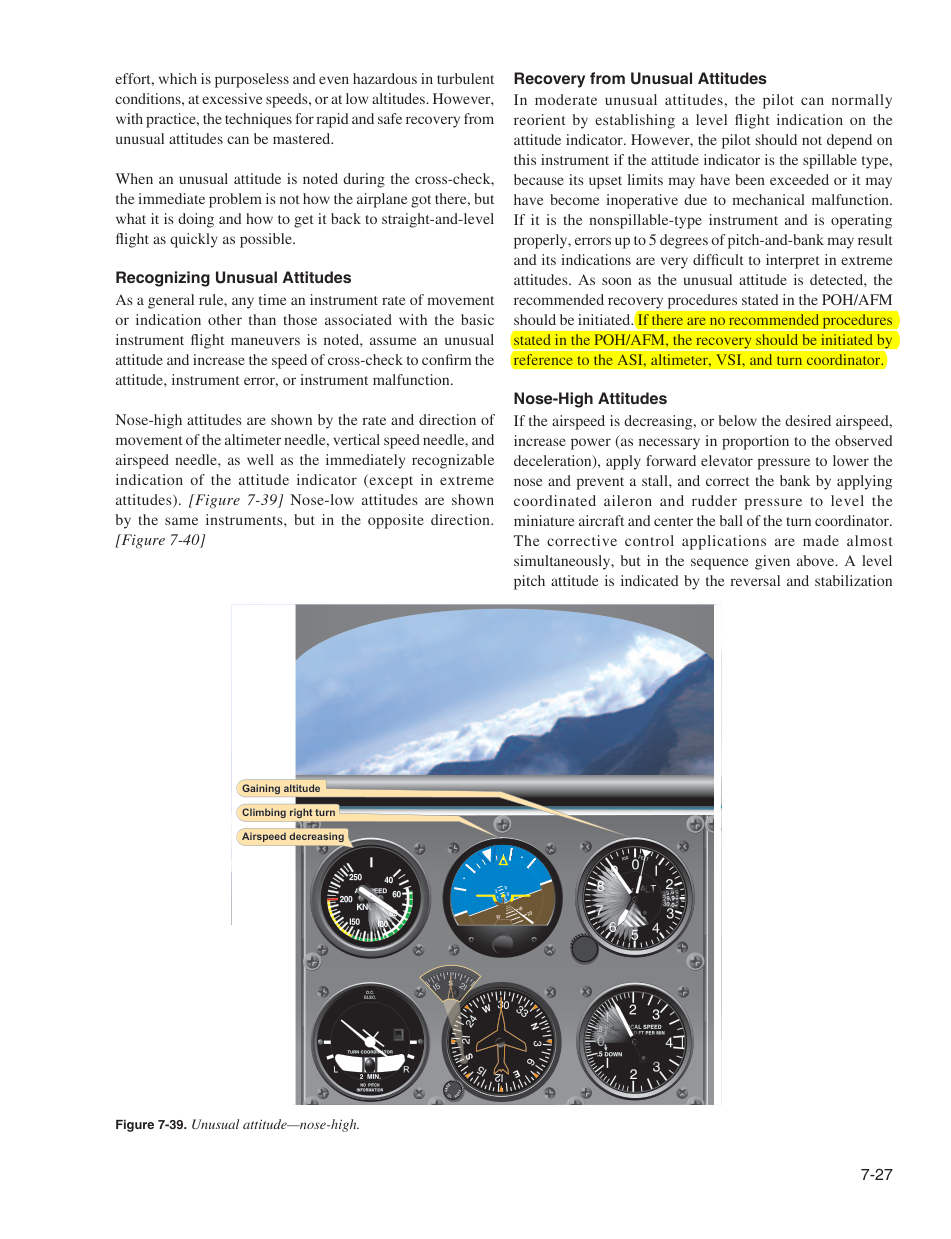 effort, which is purposeless and even hazardous in turbulent
conditions, at excessive speeds, or at low altitudes. However,
with practice, the techniques for rapid and safe recovery from
unusual attitudes can be mastered.
When an unusual attitude is noted during the cross-check,
the immediate problem is not how the airplane got there, but
what it is doing and how to get it back to straight-and-level
flight as quickly as possible.
Recognizing Unusual Attitudes
As a general rule, any time an instrument rate of movement
or indication other than those associated with the basic
instrument flight maneuvers is noted, assume an unusual
attitude and increase the speed of cross-check to confirm the
attitude, instrument error, or instrument malfunction.
Nose-high attitudes are shown by the rate and direction of
movement of the altimeter needle, vertical speed needle, and
airspeed needle, as well as the immediately recognizable
indication of the attitude indicator (except in extreme
attitudes). [Figure 7-39] Nose-low attitudes are shown
by the same instruments, but in the opposite direction.
[Figure 7-40]
Recovery from Unusual Attitudes
In moderate unusual attitudes, the pilot can normally
reorient by establishing a level flight indication on the
attitude indicator. However, the pilot should not depend on
this instrument if the attitude indicator is the spillable type,
because its upset limits may have been exceeded or it may
have become inoperative due to mechanical malfunction.
If it is the nonspillable-type instrument and is operating
properly, errors up to 5 degrees of pitch-and-bank may result
and its indications are very difficult to interpret in extreme
attitudes. As soon as the unusual attitude is detected, the
recommended recovery procedures stated in the POH/AFM
should be initiated. If there are no recommended procedures
stated in the POH/AFM, the recovery should be initiated by
reference to the ASI, altimeter, VSI, and turn coordinator.
Nose-High Attitudes
If the airspeed is decreasing, or below the desired airspeed,
increase power (as necessary in proportion to the observed
deceleration), apply forward elevator pressure to lower the
nose and prevent a stall, and correct the bank by applying
coordinated aileron and rudder pressure to level the
miniature aircraft and center the ball of the turn coordinator.
The corrective control applications are made almost
simultaneously, but in the sequence given above. A level
pitch attitude is indicated by the reversal and stabilization
Gaining altitude
Climbing right turn
Airspeed decreasing
250
40
200
60
150
100
0
1
2
3
4
5
6
7
8
D.C.
ELEC.
TURN COORDINATOR
L
R
2 MIN.
NO PITCH
INFORMATION
W
30
33
N
3
6
E
12
15
S
21
24
2
3
4
.5 DOWN
1
2
3
Figure 7-39. Unusual attitude—nose-high.
7-27